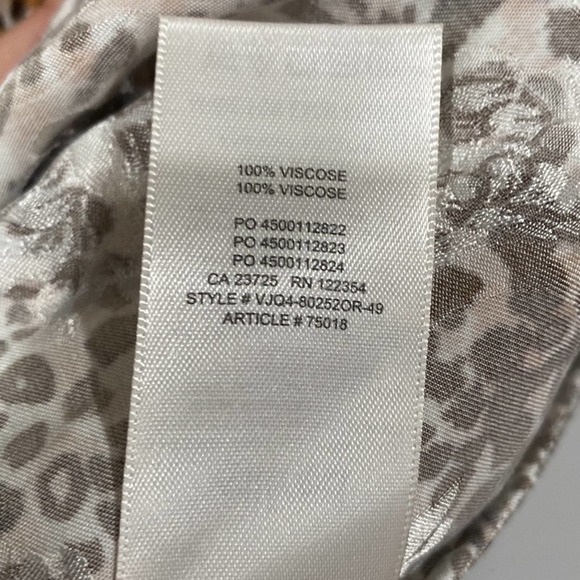 100% VISCOSE
100% VISCOSE
PO 4500112822
PO 4500112823
PO 4500112824
CA 23725 RN 122354
STYLE # VJQ4-80252OR-49
ARTICLE # 75018